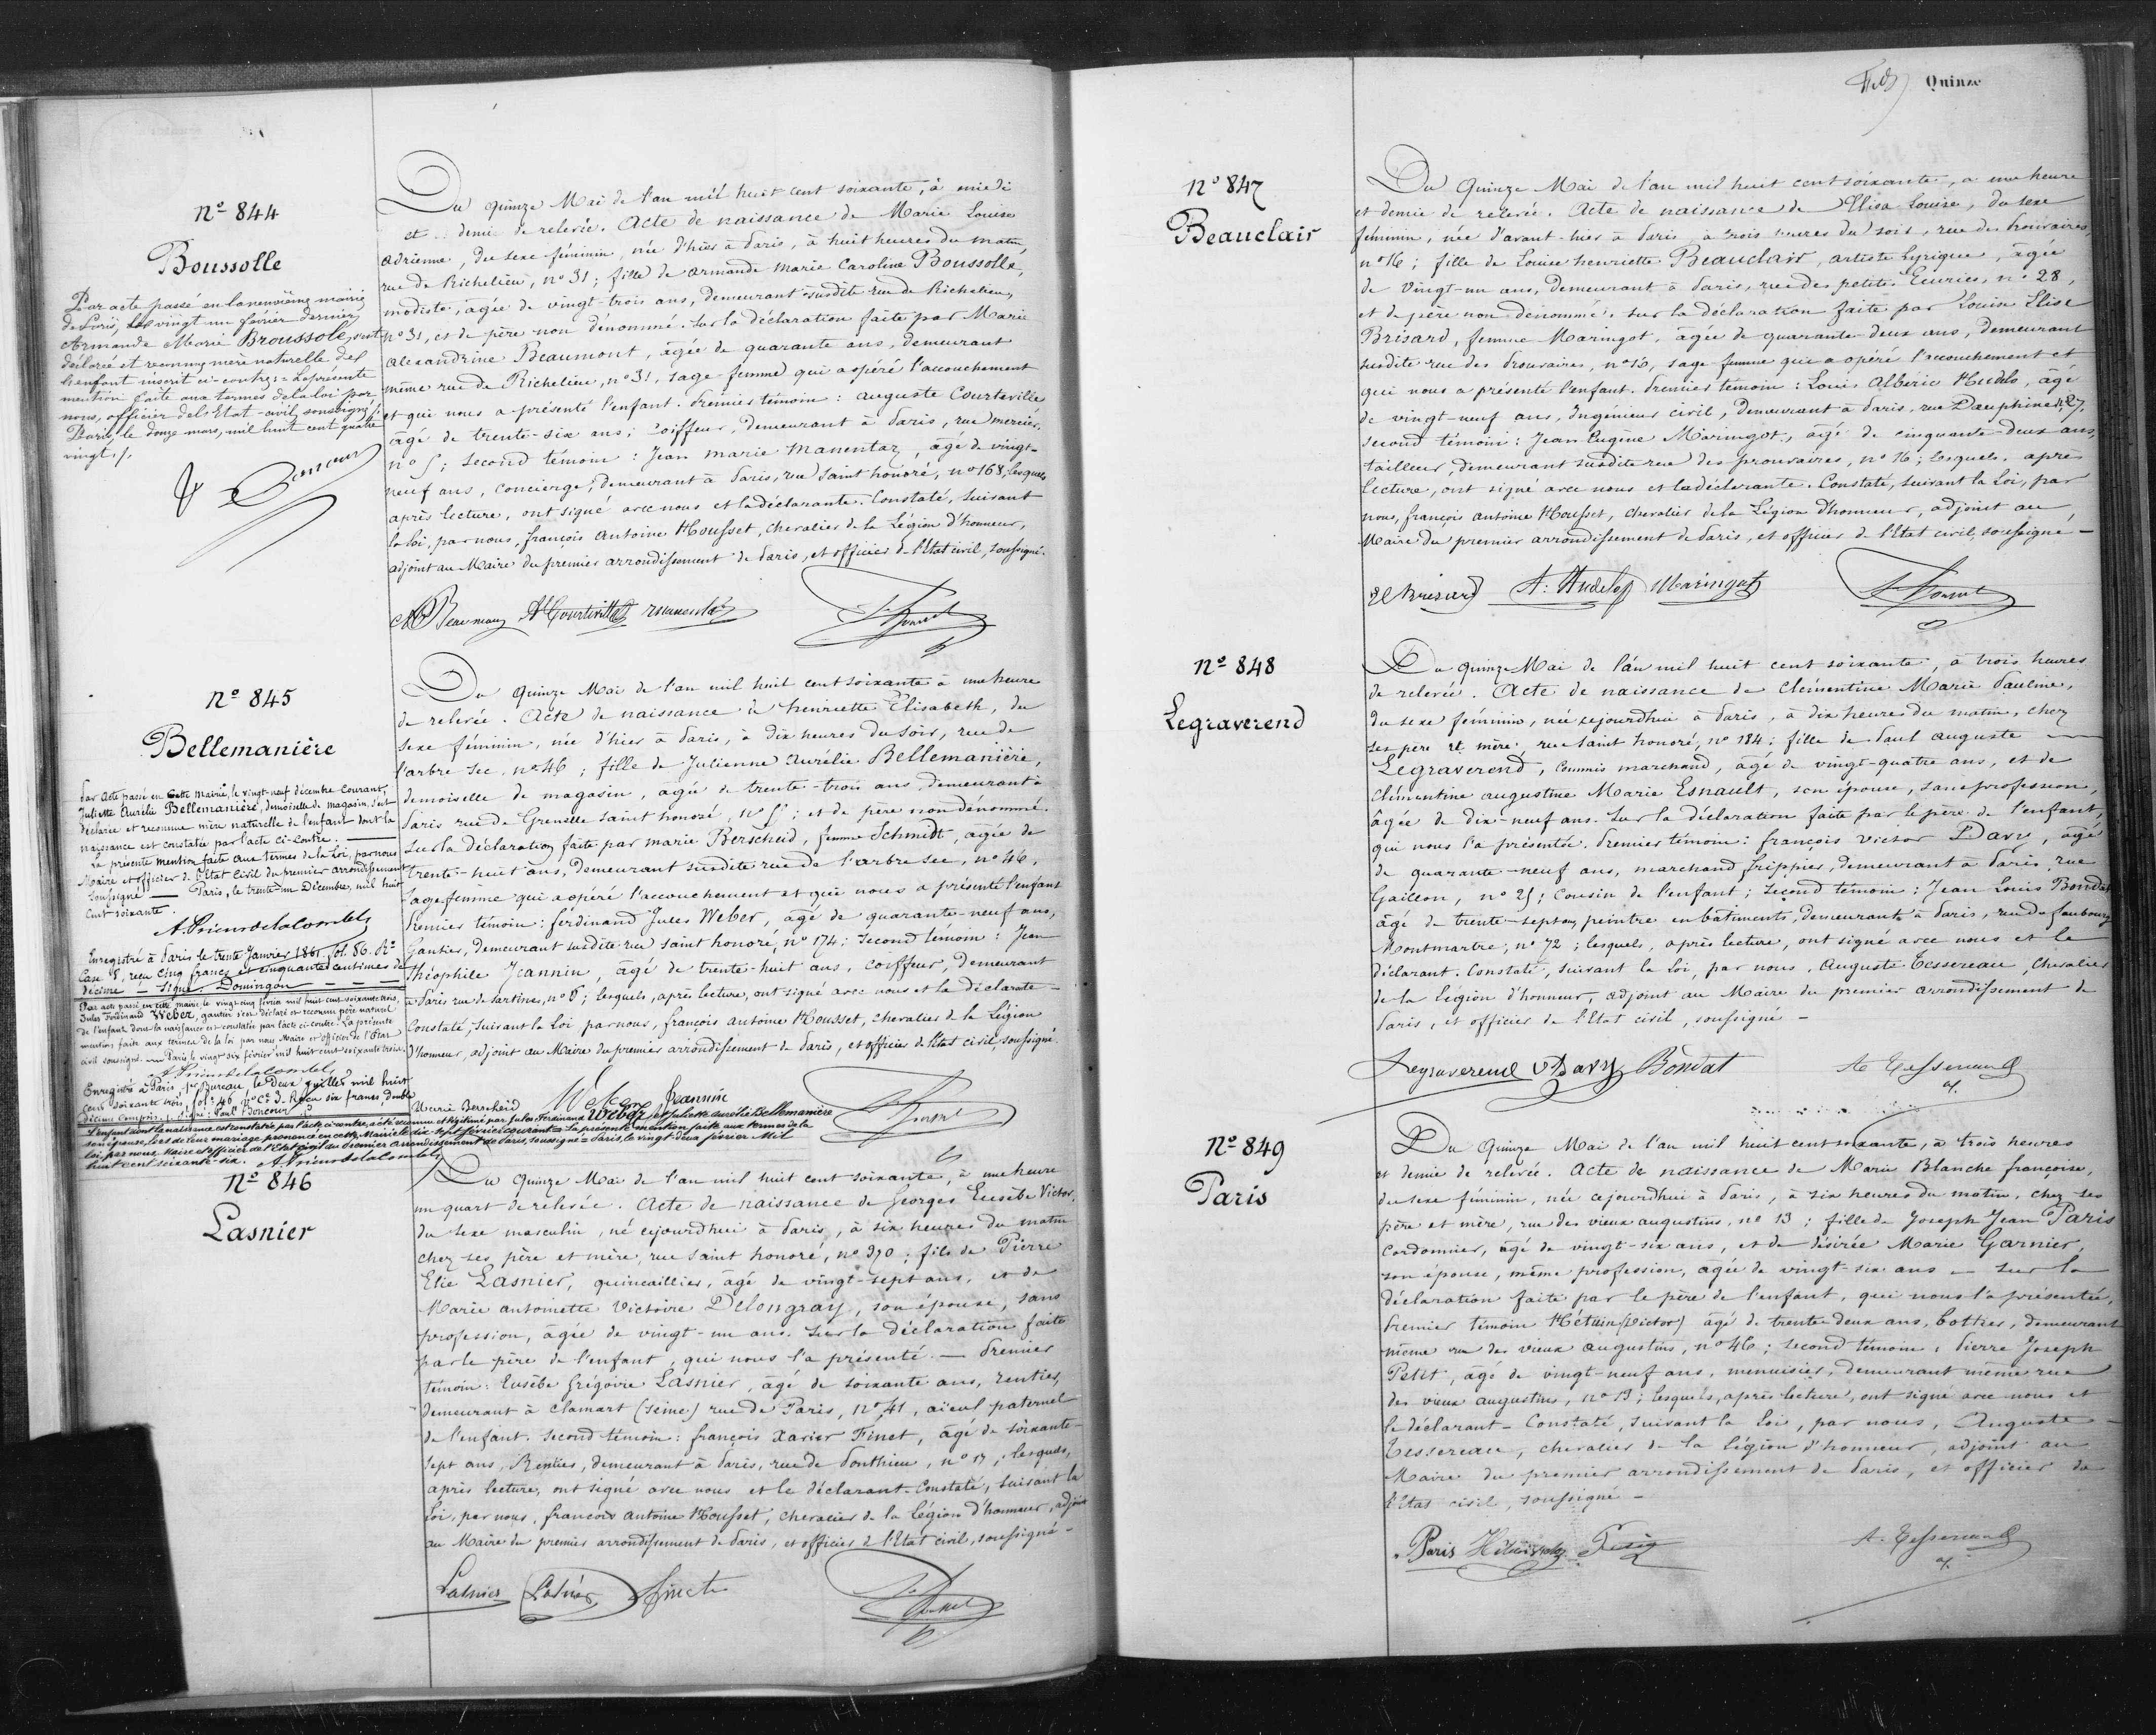 Quinze
Nº 844
Boussolle
Par acte passé en la neuvième mairie
de Paris, le vingt un février dernier
Armande Marie Broussole, s'est
déclarée et reconnue mère naturelle de
l'enfant inscrit ci-contre. La présente
mention faite aux termes de la loi par
nous, officier de l'Etat-civil soussigné
Paris, le douze mars, mil huit cent quatre
vingt
Du quinze Mai de l'an mil huit cent soixante, à midi
et demi de relevée. Acte de naissance de Marie Louise
adrienne, du sexe féminin, née d'hier à Paris, à huit heures du matin,
rue de Richelieu, nº 31; fille de armande Marie Caroline Boussolle,
modiste, agée de vingt-trois ans, demeurant susdite rue de Richelieu,
nº 31, et de père non dénommé. Sur la déclaration faite par Marie
alexandrine Beaumont, agée de quarante ans, demeurant
même rue de Richelieu, nº 31, sage-femme qui a opéré l'accouchement
et qui nous a présenté l'enfant. Premier témoin: auguste Courteville
âgé de trente-six ans; coiffeur, demeurant à Paris, rue mercier,
nº 5; second témoin: Jean marie Manentaz, âgé de vingt-
neuf ans, concierge, demeurant à Paris, rue Saint honoré, nº 168, lesquels
après lecture, ont signé avec nous et la déclarante. Constaté, suivant
la loi, par nous, françois Antoine Housset, chevalier de la Légion d'honneur,
adjoint au Maire du premier arrondissement de Paris, et officier de l'Etat civil, soussigné.
Nº 845
Bellemanière
Par Acte passé en Cette Mairie, le vingt-neuf décembre Courant,
Juliette Aurélie Bellemanière, demoiselle de magasin, s'est
déclarée et reconnue mère naturelle de l'enfant dont la
naissance est constatée par l'acte ci-contre.
La présente mention faite aux termes de la Loi, par nous
Maire et officier de l'Etat Civil du premier arrondissement
soussigné — Paris, le trente un Décembre, mil huit
Cent soixante.
Enregistré à Paris le trente Janvier 1861. fol. 86. Rº
Case 8, reçu Cinq francs et cinquante centimes de
décime — Signé Domingon
Par acte passé en cette mairie, le vingt-cinq février mil huit-cent-soixante trois,
Jules Ferdinand Weber, gantier s'est déclaré et reconnu père naturel
de l'enfant dont la naissance est constatée par l'acte ci-contre. La présente
mention faite aux termes de la loi par nous Maire et officier de l'Etat
civil soussigné. Paris le vingt six février mil huit cent soixante trois.
Enregistré à Paris 1er Bureau, le Deux juillet mil huit
cent soixante trois, fol. 46 Vº Cº 3. Reçu six francs, double
décime compris. Signé: Paul Boncour
L'enfant dont la naissance est constatée par l'acte ci-contre, a été reconnu et légitimé par Jules Ferdinand Weber et Juliette Aurélie Bellemanière
son épouse, lors de leur mariage prononcé en cette Mairie le dix-sept février courant = La présente mention faite aux termes de la
loi, par nous Maire et officier de l'Etat Civil du premier arrondissement de Paris, soussigné = Paris, le vingt-deux février Mil
huit cent soixante-six.
Du quinze Mai de l'an mil huit cent soixante à une heure
de relevée. Acte de naissance de henriette Elisabeth, du
sexe féminin, née d'hier à Paris, à dix heures du soir, rue de
l'arbre sec, nº 46; fille de Julienne Aurélie Bellemanière,
demoiselle de magasin, agée de trente-trois ans, demeurant à
Paris rue de Grenelle Saint honoré, nº 55; et de père non dénommé.
Sur la déclaration faite par marie Berscheid, femme Schmidt, agée de
trente-huit ans, demeurant susdite rue de l'arbre sec, nº 46,
sage femme qui a opéré l'accouchement et qui nous a présenté l'enfant
Premier témoin: ferdinand Jules Weber, âgé de quarante-neuf ans,
Gantier, demeurant susdite rue saint honoré, nº 174; second témoin: Jean
théophile Jeannin, âgé de trente-huit ans, coiffeur, demeurant
à Paris rue de Sartines, nº 8; lesquels, après lecture, ont signé avec nous et la déclarante —
Constaté, suivant la loi par nous, françois antoine Housset, chevalier de la Légion
d'honneur, adjoint au Maire du premier arrondissement de Paris, et officier de l'Etat civil, soussigné.
Marie Berscheid Weber Jeannin
Nº 846
Lasnier
Du quinze Mai de l'an mil huit cent soixante, à une heure
un quart de relevée. Acte de naissance de Georges Eusèbe Victor,
du sexe masculin, né cejourd'hui à Paris, à six heures du matin
chez ses père et mère, rue saint honoré, nº 370; fils de Pierre
Elie Lasnier, quincaillier, âgé de vingt-sept ans, et de
Marie antoinette Victoire Delongray, son épouse, sans
profession, âgée de vingt-un ans. Sur la déclaration faite
par le père de l'enfant, qui nous l'a présenté. — Premier
témoin: Eusèbe Grégoire Lasnier, âgé de soixante ans, rentier,
demeurant à Clamart (seine) rue de Paris, nº 41, aïeul paternel
de l'enfant. second témoin: françois Xavier Finet, âgé de soixante-
sept ans, Rentier, demeurant à Paris, rue de Ponthieu, nº 17, lesquels,
après lecture, ont signé avec nous et le déclarant. Constaté, suivant la
loi, par nous, françois antoine Housset, chevalier de la Légion d'honneur, adjoint
au Maire du premier arrondissement de Paris, et officier de l'Etat civil, soussigné —
Lasnier Lasnier Finet
nº 847
Beauclair
Du Quinze Mai de l'an mil huit cent soixante, à une heure
et demie de relevée. Acte de naissance de Elisa Louise, du sexe
féminin, née d'avant-hier à Paris à trois heures du soir, rue des Prouvaires,
nº 16; fille de Louise henriette Beauclair, artiste Lyrique, âgée
de vingt-un ans, demeurant à Paris, rue des petites Ecuries, nº 28,
et de père non dénommé. Sur la déclaration faite par Louise Elise
Brisard, femme Maringot, âgée de quarante-deux ans, demeurant
susdite rue des Prouvaires, nº 16, sage femme qui a opéré l'accouchement et
qui nous a présenté l'enfant. Premier témoin: Louis Albéric Hudelo, âgé
de vingt-neuf ans, Ingénieur civil, demeurant à Paris, rue Dauphine, 27,
second témoin: Jean Eugène Maringot, âgé de cinquante-deux ans,
tailleur, demeurant susdite rue des prouvaires, nº 16; lesquels, après
lecture, ont signé avec nous et la déclarante. Constaté, suivant la Loi, par
nous, françois antoine Housset, chevalier de la Légion d'honneur, adjoint au
Maire du premier arrondissement de Paris, et officier de l'Etat civil, soussigné —
Maringot
nº 848
Legraverend
Du quinze Mai de l'an mil huit cent soixante, à trois heures
de relevée. Acte de naissance de Clémentine Marie Pauline,
du sexe féminin, née cejourd'hui à Paris, à dix heures du matin, chez
ses père et mère, rue Saint honoré, nº 184; fille de Paul auguste
Legraverend, Commis marchand, âgé de vingt-quatre ans, et de
Clémentine augustine Marie Esnault, son épouse, sans profession,
âgée de dix-neuf ans. Sur la déclaration faite par le père de l'enfant,
qui nous l'a présentée. Premier témoin: françois victor Davy, âgé
de quarante-neuf ans, marchand frippier, demeurant à Paris, rue
Gaillon, nº 25; cousin de l'enfant; second témoin: Jean Louis Bondat
âgé de trente-sept ans, peintre en bâtiments, demeurant à Paris, rue du faubourg
Montmartre, nº 72; lesquels, après lecture, ont signé avec nous et le
déclarant. Constaté, suivant la loi, par nous, Auguste Tessereau, chevalier
de la Légion d'honneur, adjoint au Maire du premier arrondissement de
Paris, et officier de l'Etat civil, soussigné —
Legraverend V Davy Bondat A Tessereau
Nº 849
Paris
Du Quinze Mai de l'an mil huit cent soixante, à trois heures
et demie de relevée. Acte de naissance de Marie Blanche françoise,
du sexe féminin, née cejourd'hui à Paris, à six heures du matin, chez ses
père et mère, rue des vieux augustins, nº 13; fille de Joseph Jean Paris
Cordonnier, âgé de vingt-six ans, et de désirée Marie Garnier,
son épouse, même profession, agée de vingt-six ans — Sur la
déclaration faite par le père de l'enfant, qui nous l'a présentée.
Premier témoin Hétuin (Victor) âgé de trente-deux ans, bottier, demeurant
même rue des vieux augustins, nº 46; second témoin: Pierre Joseph
Petit, âgé de vingt-neuf ans, menuisier, demeurant même rue
des vieux augustins, nº 13; lesquels, après lecture, ont signé avec nous et
le déclarant — Constaté, suivant la Loi, par nous, Auguste
Tessereau, chevalier de la Légion d'honneur, adjoint au
Maire du premier arrondissement de Paris, et officier de
l'Etat civil, soussigné —
Paris Petit A. Tessereau